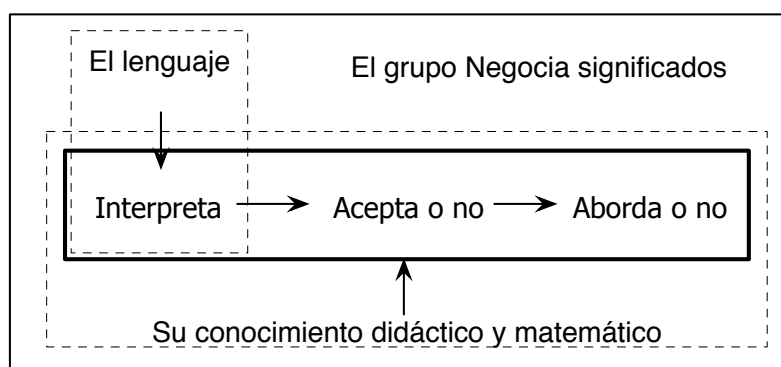 El lenguaje
El grupo Negocia significados
Interpreta
Acepta o no
Aborda o no
Su conocimiento didáctico y matemático